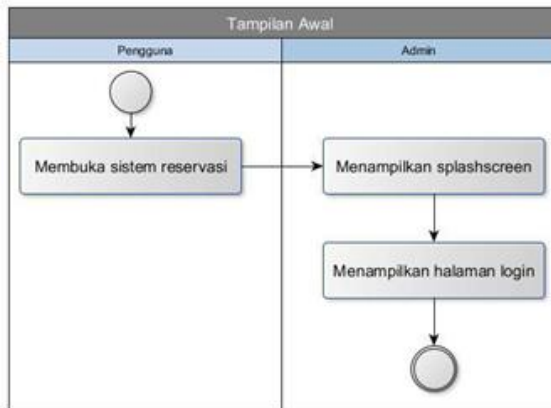 Tampilan Awal
Pengguna
Admin
Membuka sistem reservasi
Menampilkan splashscreen
Menampilkan halaman login